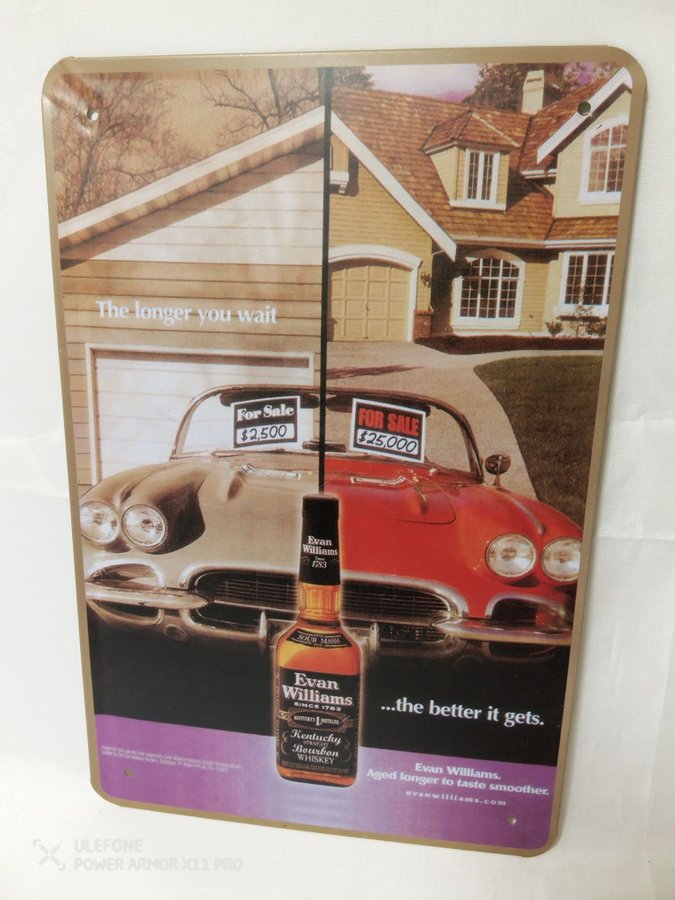 The longer you wait
For Sale
$2,500
FOR SALE
$25,000
Evan
Williams
Since
1783
SOUR MASH
Evan
Williams
SINCE 1783
Kentucky
STRAIGHT
Bourbon
WHISKEY
...the better it gets.
Evan Williams.
Aged longer to taste smoother.
evanwilliams.com
ULEFONE
POWER ARMOR X11 PRO